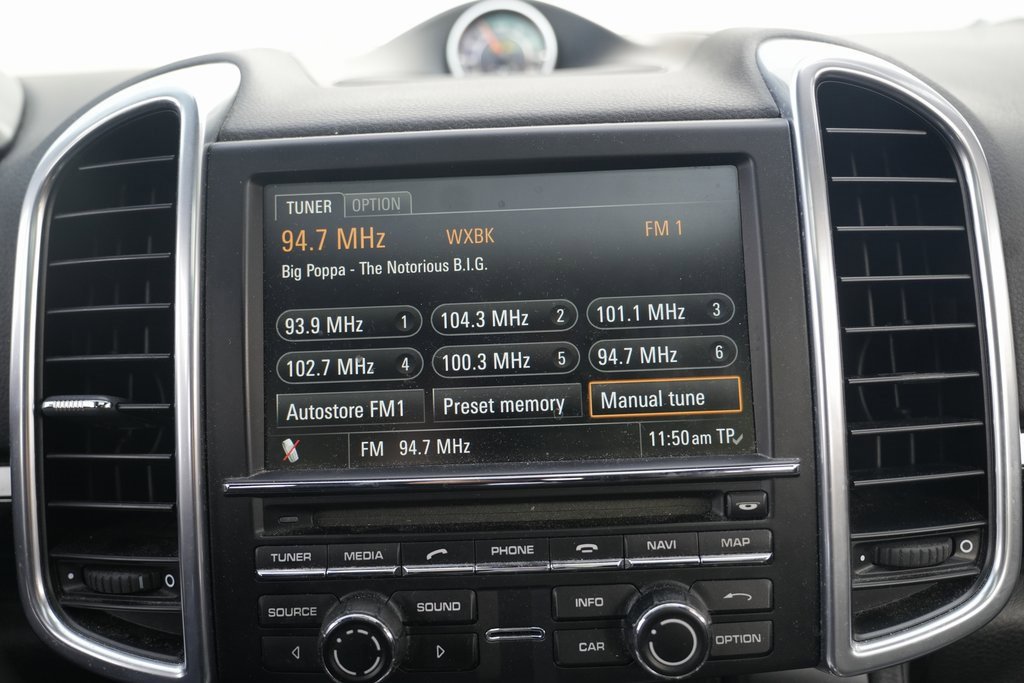 TUNER OPTION
94.7 MHz WXBK FM 1
Big Poppa - The Notorious B.I.G.
93.9 MHz 1 104.3 MHz 2 101.1 MHz 3
102.7 MHz 4 100.3 MHz 5 94.7 MHz 6
Autostore FM1 Preset memory Manual tune
FM 94.7 MHz 11:50 am TP
TUNER MEDIA PHONE NAVI MAP
SOURCE SOUND INFO
CAR OPTION